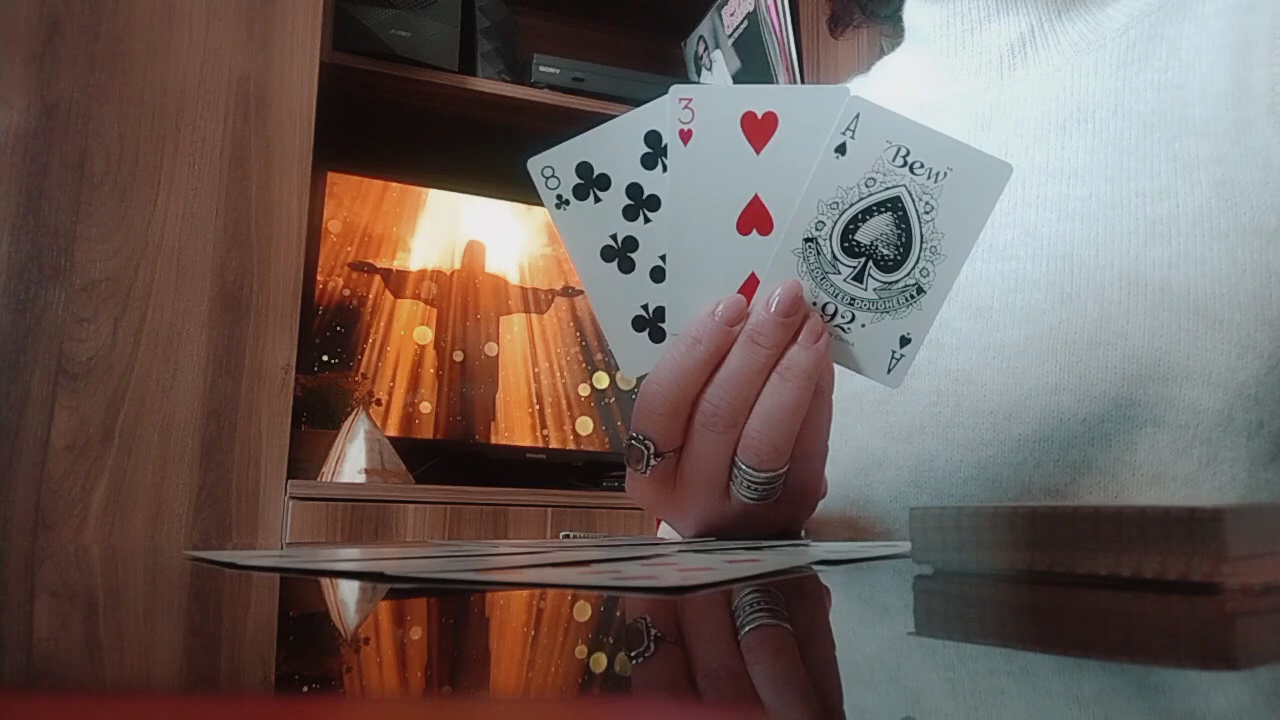 SONY
8
3
A
"Bew"
CONSOLIDATED-DOUGHERTY
·92·
A
PHILIPS